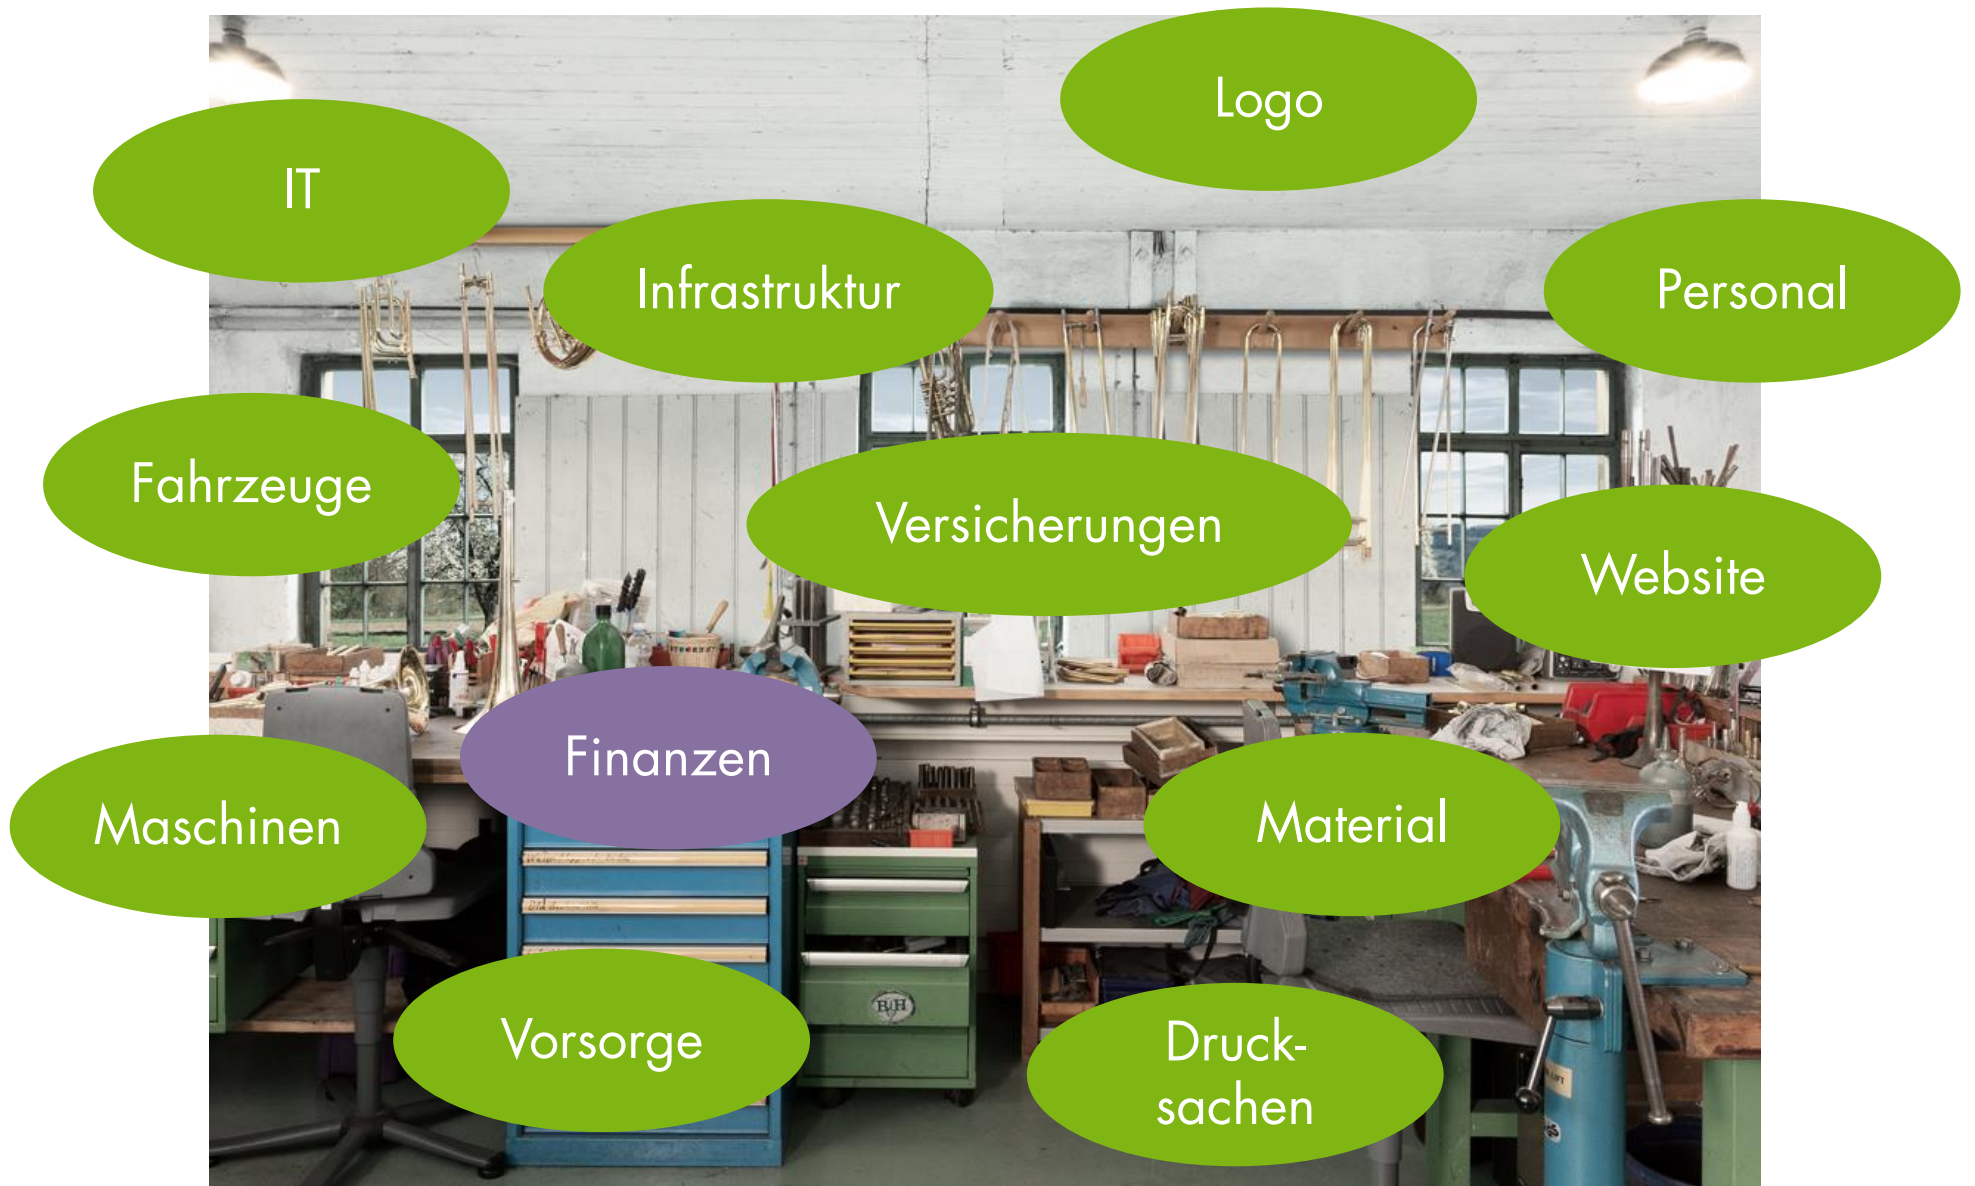 Logo
IT
Infrastruktur
Personal
Fahrzeuge
Versicherungen
Website
Finanzen
Maschinen
Material
Vorsorge
Druck-
sachen